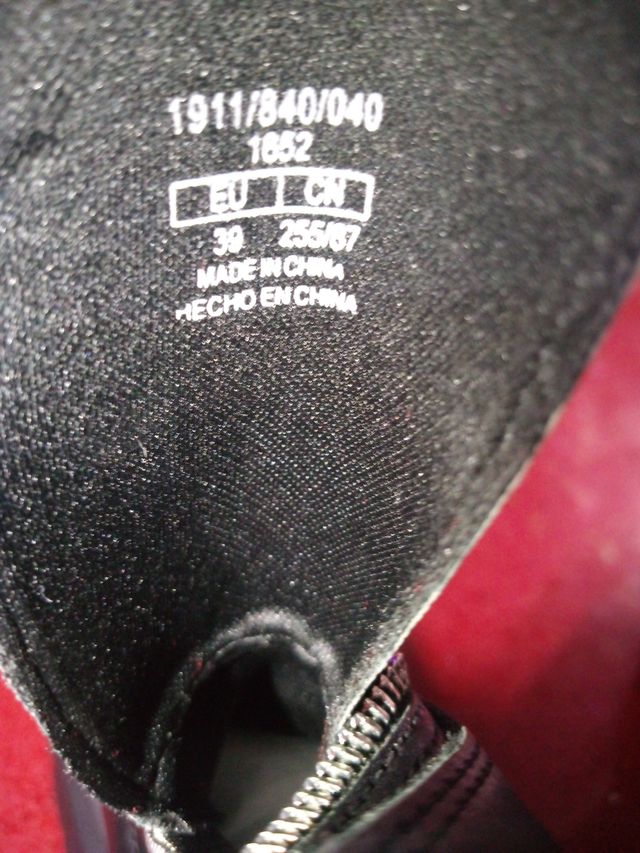 1911/840/040
1652
EU CN
39 255/87
MADE IN CHINA
HECHO EN CHINA